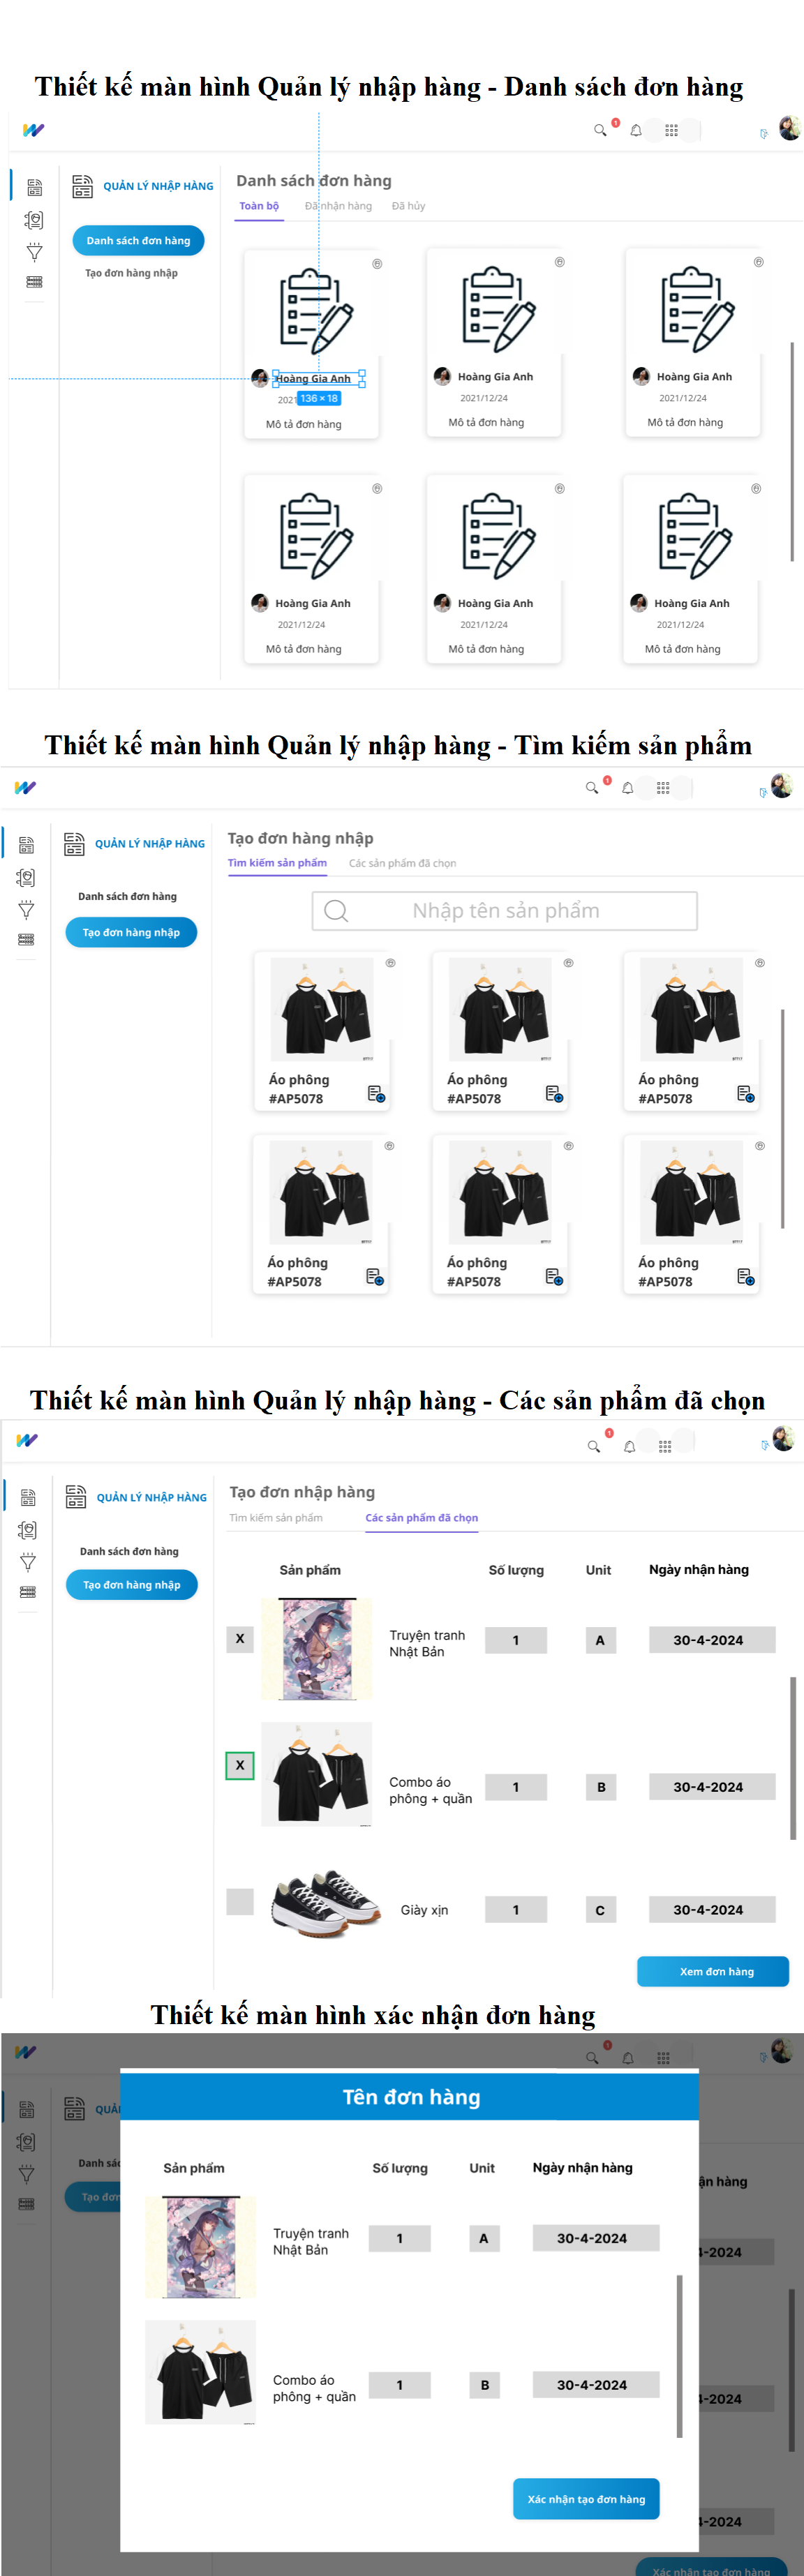 Thiết kế màn hình Quản lý nhập hàng - Danh sách đơn hàng
1
QUẢN LÝ NHẬP HÀNG
Danh sách đơn hàng
Tạo đơn hàng nhập
Danh sách đơn hàng
Toàn bộ Đã nhận hàng Đã hủy
Hoàng Gia Anh
2021
136 × 18
Mô tả đơn hàng
Hoàng Gia Anh
2021/12/24
Mô tả đơn hàng
Hoàng Gia Anh
2021/12/24
Mô tả đơn hàng
Hoàng Gia Anh
2021/12/24
Mô tả đơn hàng
Hoàng Gia Anh
2021/12/24
Mô tả đơn hàng
Hoàng Gia Anh
2021/12/24
Mô tả đơn hàng
Thiết kế màn hình Quản lý nhập hàng - Tìm kiếm sản phẩm
1
QUẢN LÝ NHẬP HÀNG
Danh sách đơn hàng
Tạo đơn hàng nhập
Tạo đơn hàng nhập
Tìm kiếm sản phẩm Các sản phẩm đã chọn
Nhập tên sản phẩm
Áo phông
#AP5078
Áo phông
#AP5078
Áo phông
#AP5078
Áo phông
#AP5078
Áo phông
#AP5078
Áo phông
#AP5078
Thiết kế màn hình Quản lý nhập hàng - Các sản phẩm đã chọn
1
QUẢN LÝ NHẬP HÀNG
Danh sách đơn hàng
Tạo đơn hàng nhập
Tạo đơn nhập hàng
Tìm kiếm sản phẩm Các sản phẩm đã chọn
Sản phẩm Số lượng Unit Ngày nhận hàng
X Truyện tranh
Nhật Bản 1 A 30-4-2024
X Combo áo
phông + quần 1 B 30-4-2024
Giày xịn 1 C 30-4-2024
Xem đơn hàng
Thiết kế màn hình xác nhận đơn hàng
1
QUẢ
Danh sác
Tạo đơn
Tên đơn hàng
Sản phẩm Số lượng Unit Ngày nhận hàng
Truyện tranh
Nhật Bản 1 A 30-4-2024
Combo áo
phông + quần 1 B 30-4-2024
Xác nhận tạo đơn hàng
ận hàng
-2024
-2024
-2024
Xác nhận tạo đơn hàng